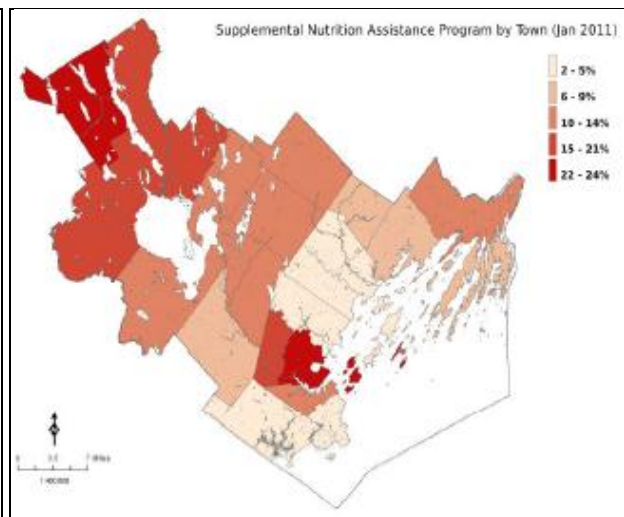 Supplemental Nutrition Assistance Program by Town (Jan 2011)
2 - 5%
6 - 9%
10 - 14%
15 - 21%
22 - 24%